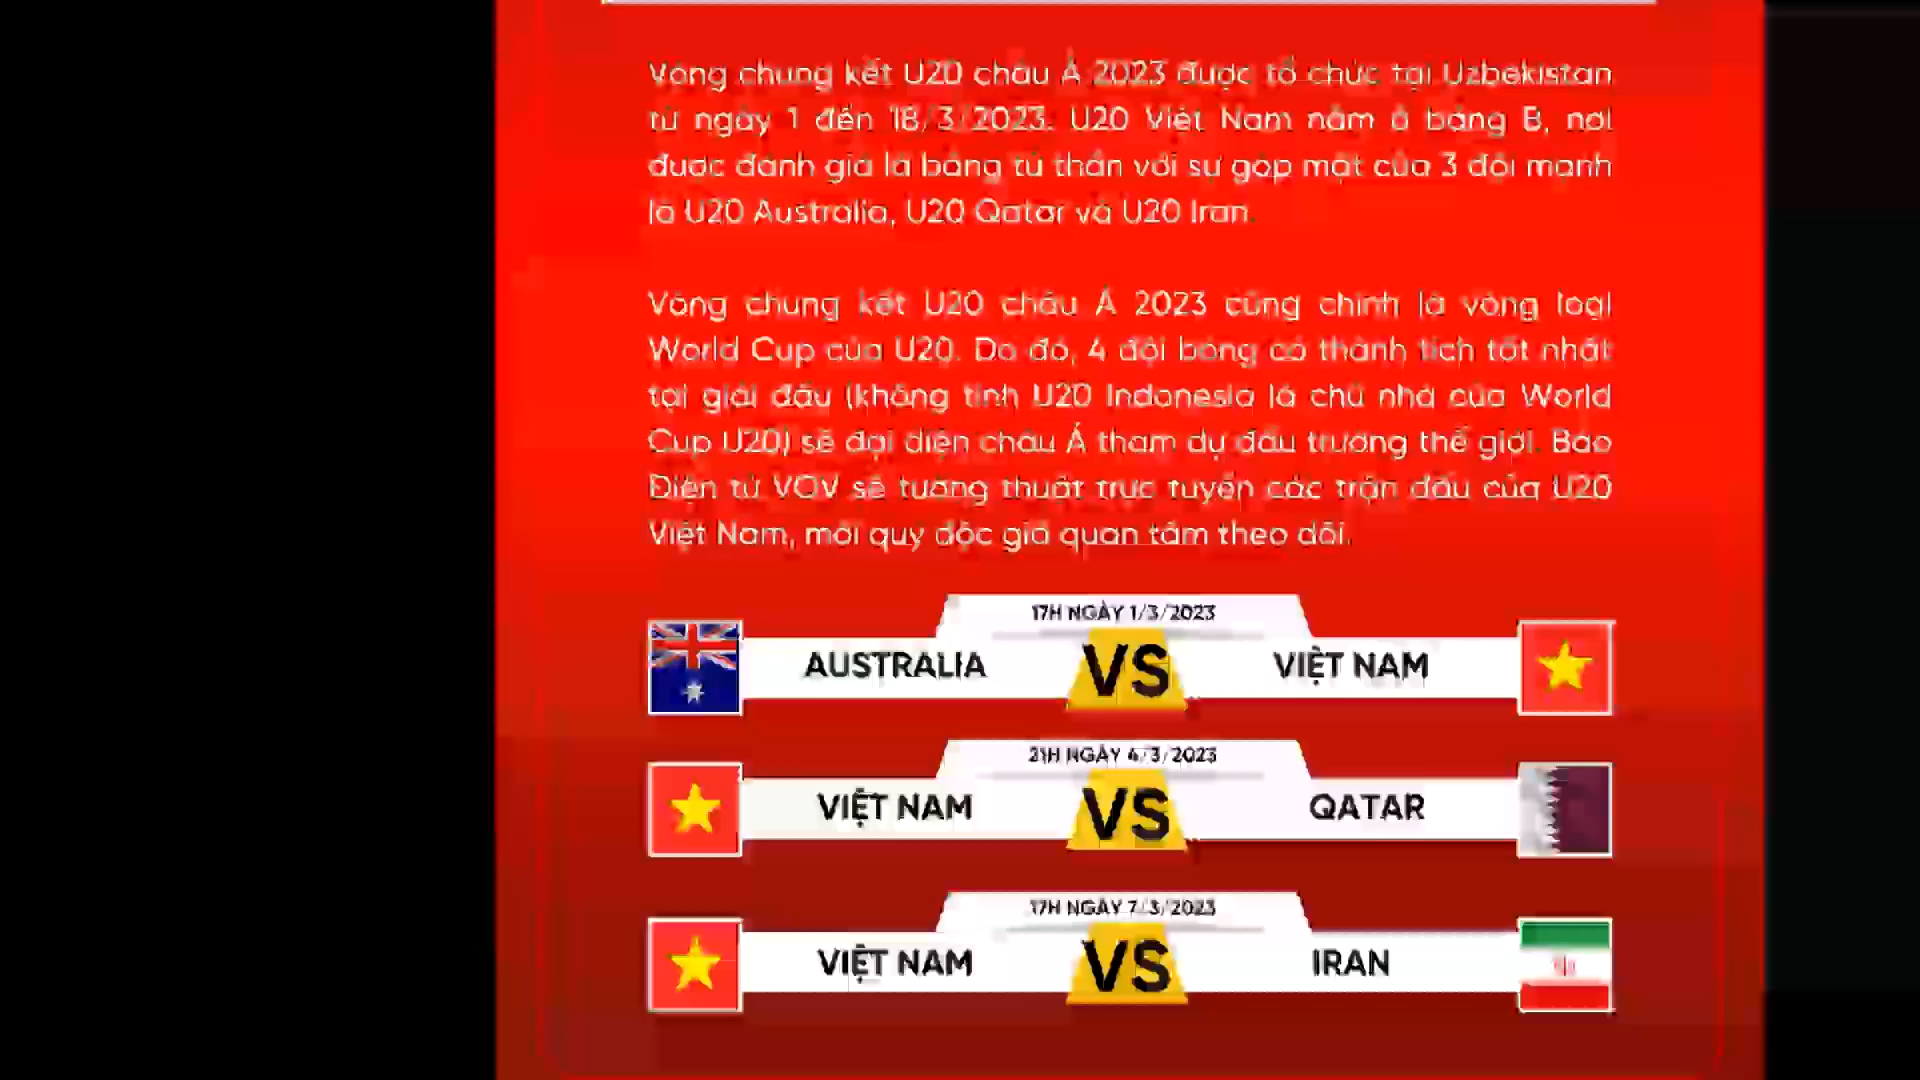 Vòng chung kết U20 châu Á 2023 được tổ chức tại Uzbekistan
từ ngày 1 đến 18/3/2023. U20 Việt Nam nằm ở bảng B, nơi
được đánh giá là bảng tử thần với sự góp mặt của 3 đội mạnh
là U20 Australia, U20 Qatar và U20 Iran.
Vòng chung kết U20 châu Á 2023 cũng chính là vòng loại
World Cup của U20. Do đó, 4 đội bóng có thành tích tốt nhất
tại giải đấu (không tính U20 Indonesia là chủ nhà của World
Cup U20) sẽ đại diện châu Á tham dự đấu trường thế giới. Báo
Điện tử VOV sẽ tường thuật trực tuyến các trận đấu của U20
Việt Nam, mời quý độc giả quan tâm theo dõi.
17H NGÀY 1/3/2023
AUSTRALIA VS VIỆT NAM
21H NGÀY 4/3/2023
VIỆT NAM VS QATAR
17H NGÀY 7/3/2023
VIỆT NAM VS IRAN